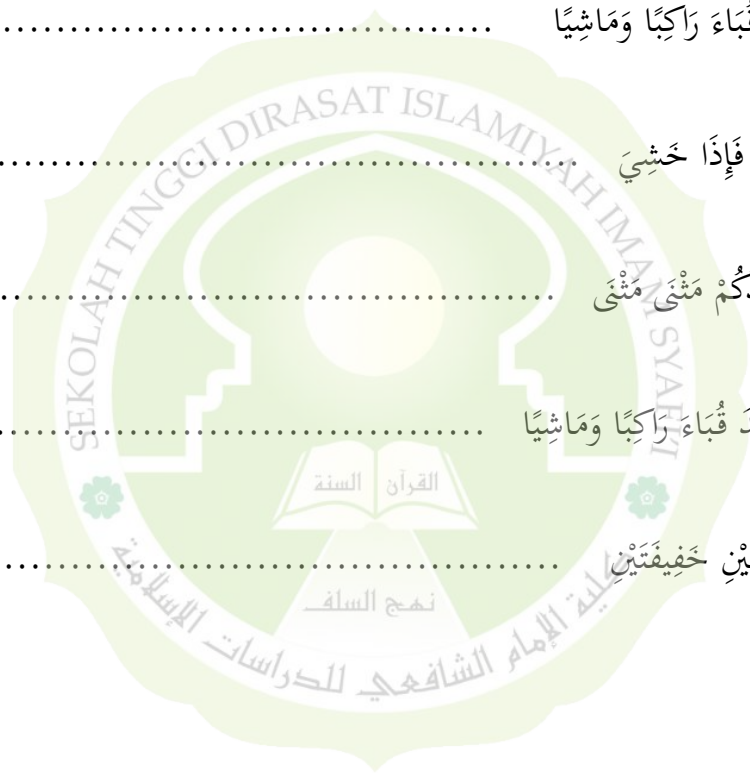 قُبَاءَ رَاكِبًا وَمَاشِيًا ....................................
فَإِذَا خَشِيَ ............................................
مَثْنَى مَثْنَى ..........................................
قُبَاءَ رَاكِبًا وَمَاشِيًا .....................................
خَفِيفَتَيْنِ ..........................................
SEKOLAH TINGGI DIRASAT ISLAMIYAH IMAM SYAFI'I
القرآن السنة
نهج السلف
كلية الإمام الشافعي للدراسات الإسلامية